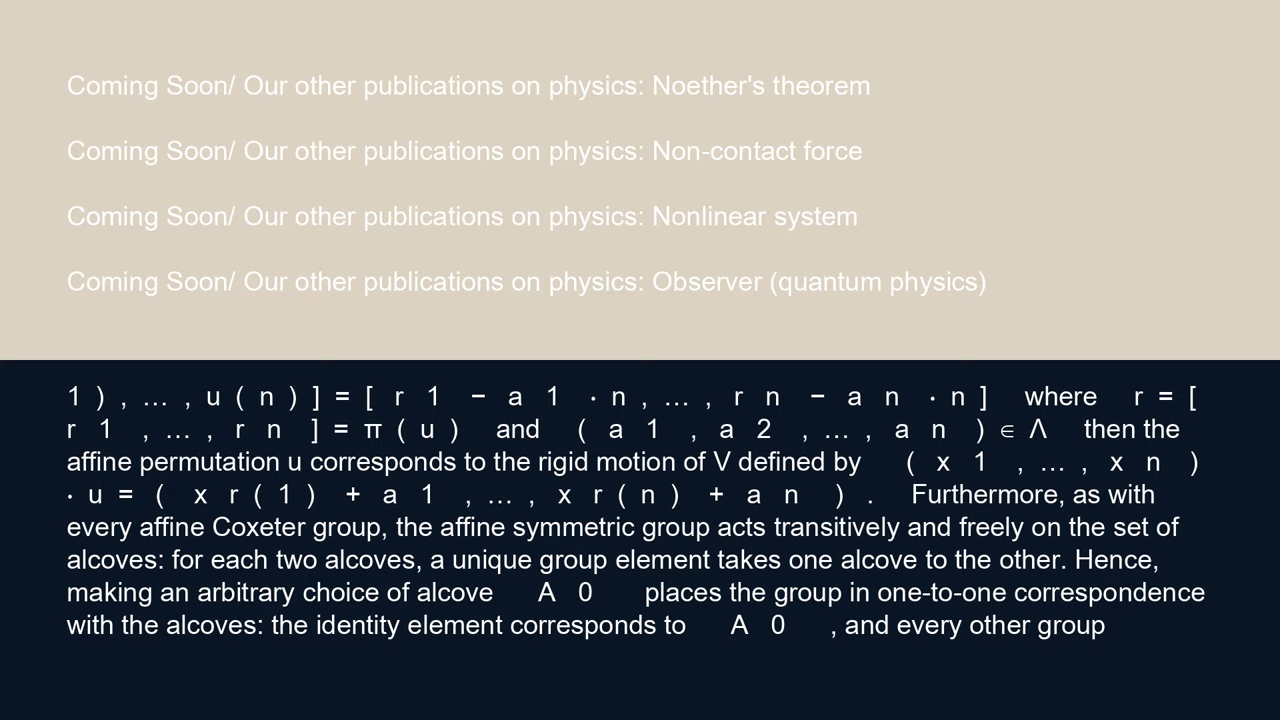 Coming Soon/ Our other publications on physics: Noether's theorem
Coming Soon/ Our other publications on physics: Non-contact force
Coming Soon/ Our other publications on physics: Nonlinear system
Coming Soon/ Our other publications on physics: Observer (quantum physics)
1 ) , … , u ( n ) ] = [ r 1 − a 1 ⋅ n , … , r n − a n ⋅ n ] where r = [
r 1 , … , r n ] = π ( u ) and ( a 1 , a 2 , … , a n ) ∈ Λ then the
affine permutation u corresponds to the rigid motion of V defined by ( x 1 , … , x n )
⋅ u = ( x r ( 1 ) + a 1 , … , x r ( n ) + a n ) . Furthermore, as with
every affine Coxeter group, the affine symmetric group acts transitively and freely on the set of
alcoves: for each two alcoves, a unique group element takes one alcove to the other. Hence,
making an arbitrary choice of alcove A 0 places the group in one-to-one correspondence
with the alcoves: the identity element corresponds to A 0 , and every other group